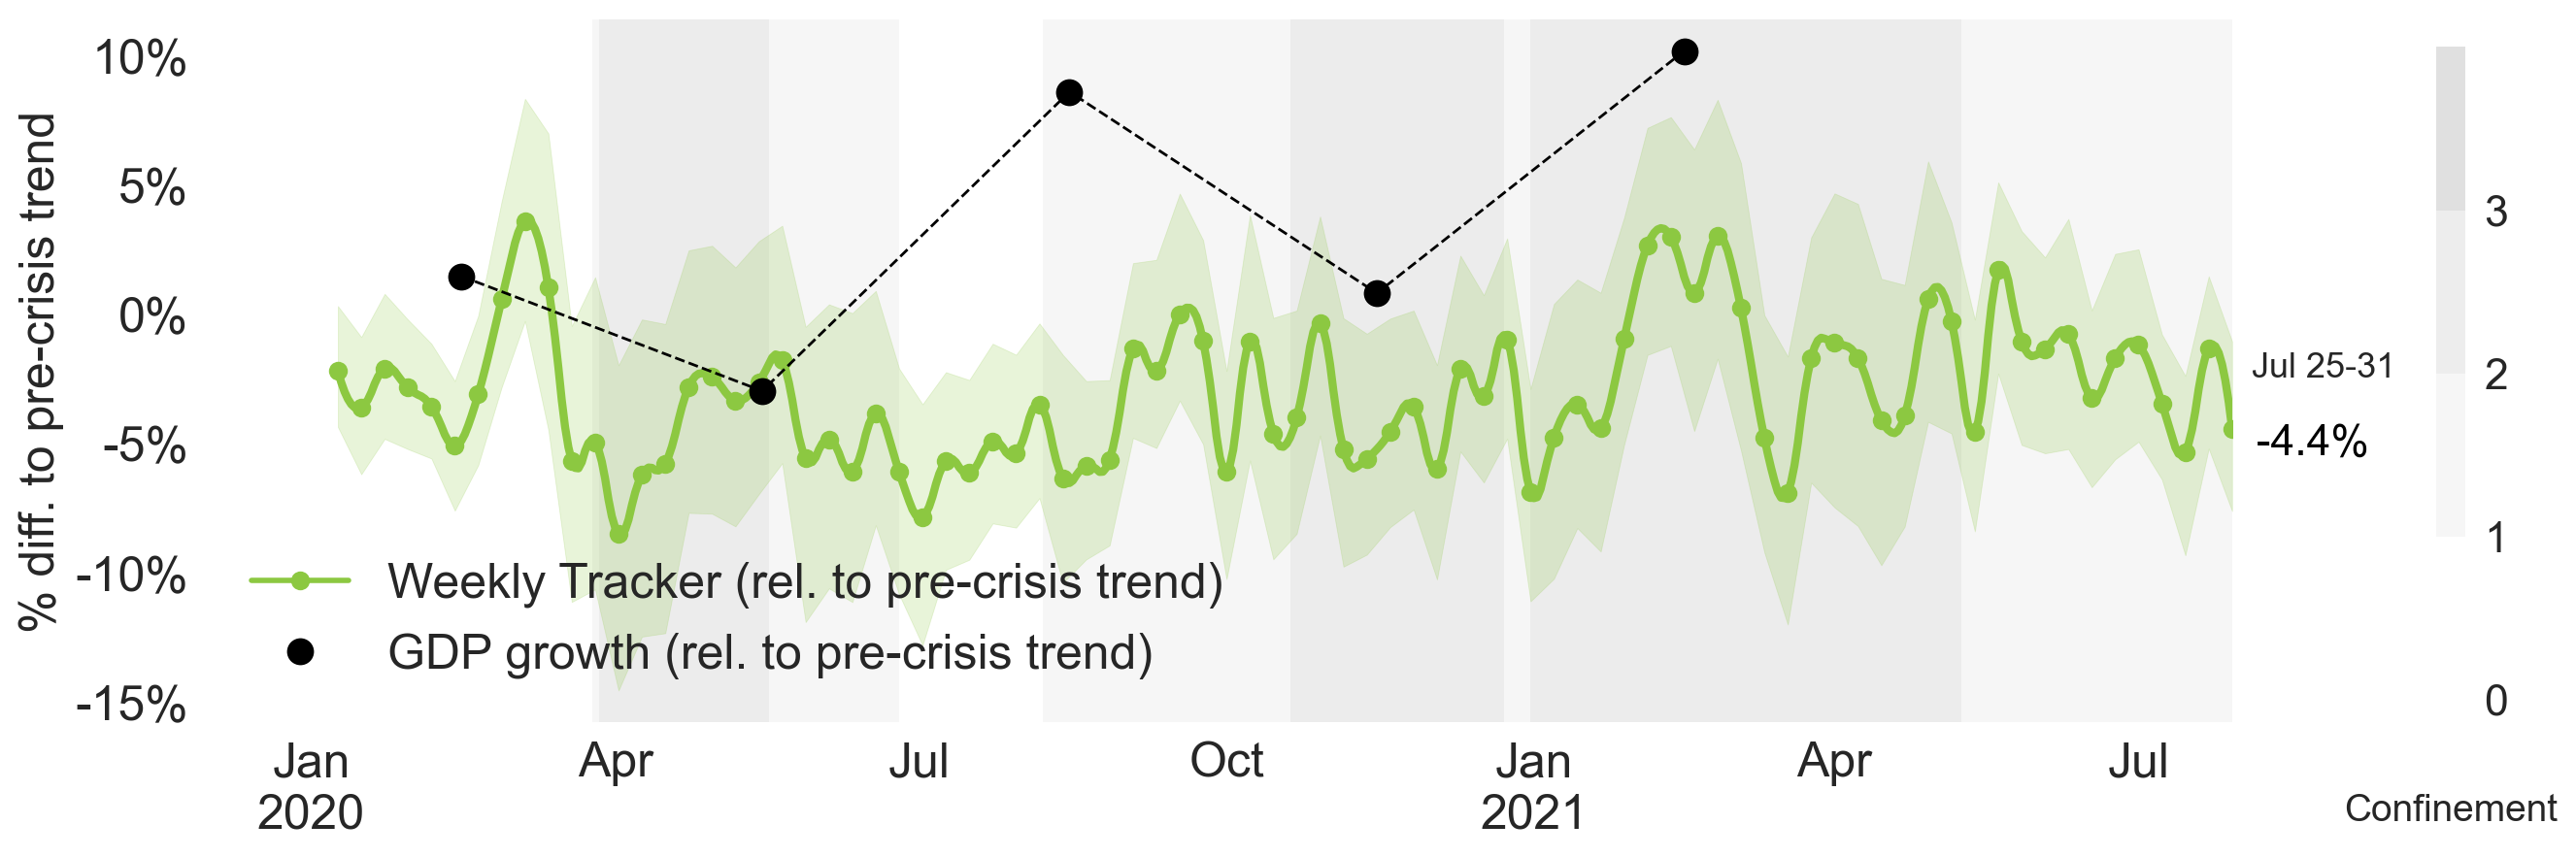 % diff. to pre-crisis trend
10%
5%
0%
-5%
-10%
-15%
Weekly Tracker (rel. to pre-crisis trend)
GDP growth (rel. to pre-crisis trend)
Jan
2020
Apr
Jul
Oct
Jan
2021
Apr
Jul
Jul 25-31
-4.4%
3
2
1
0
Confinement